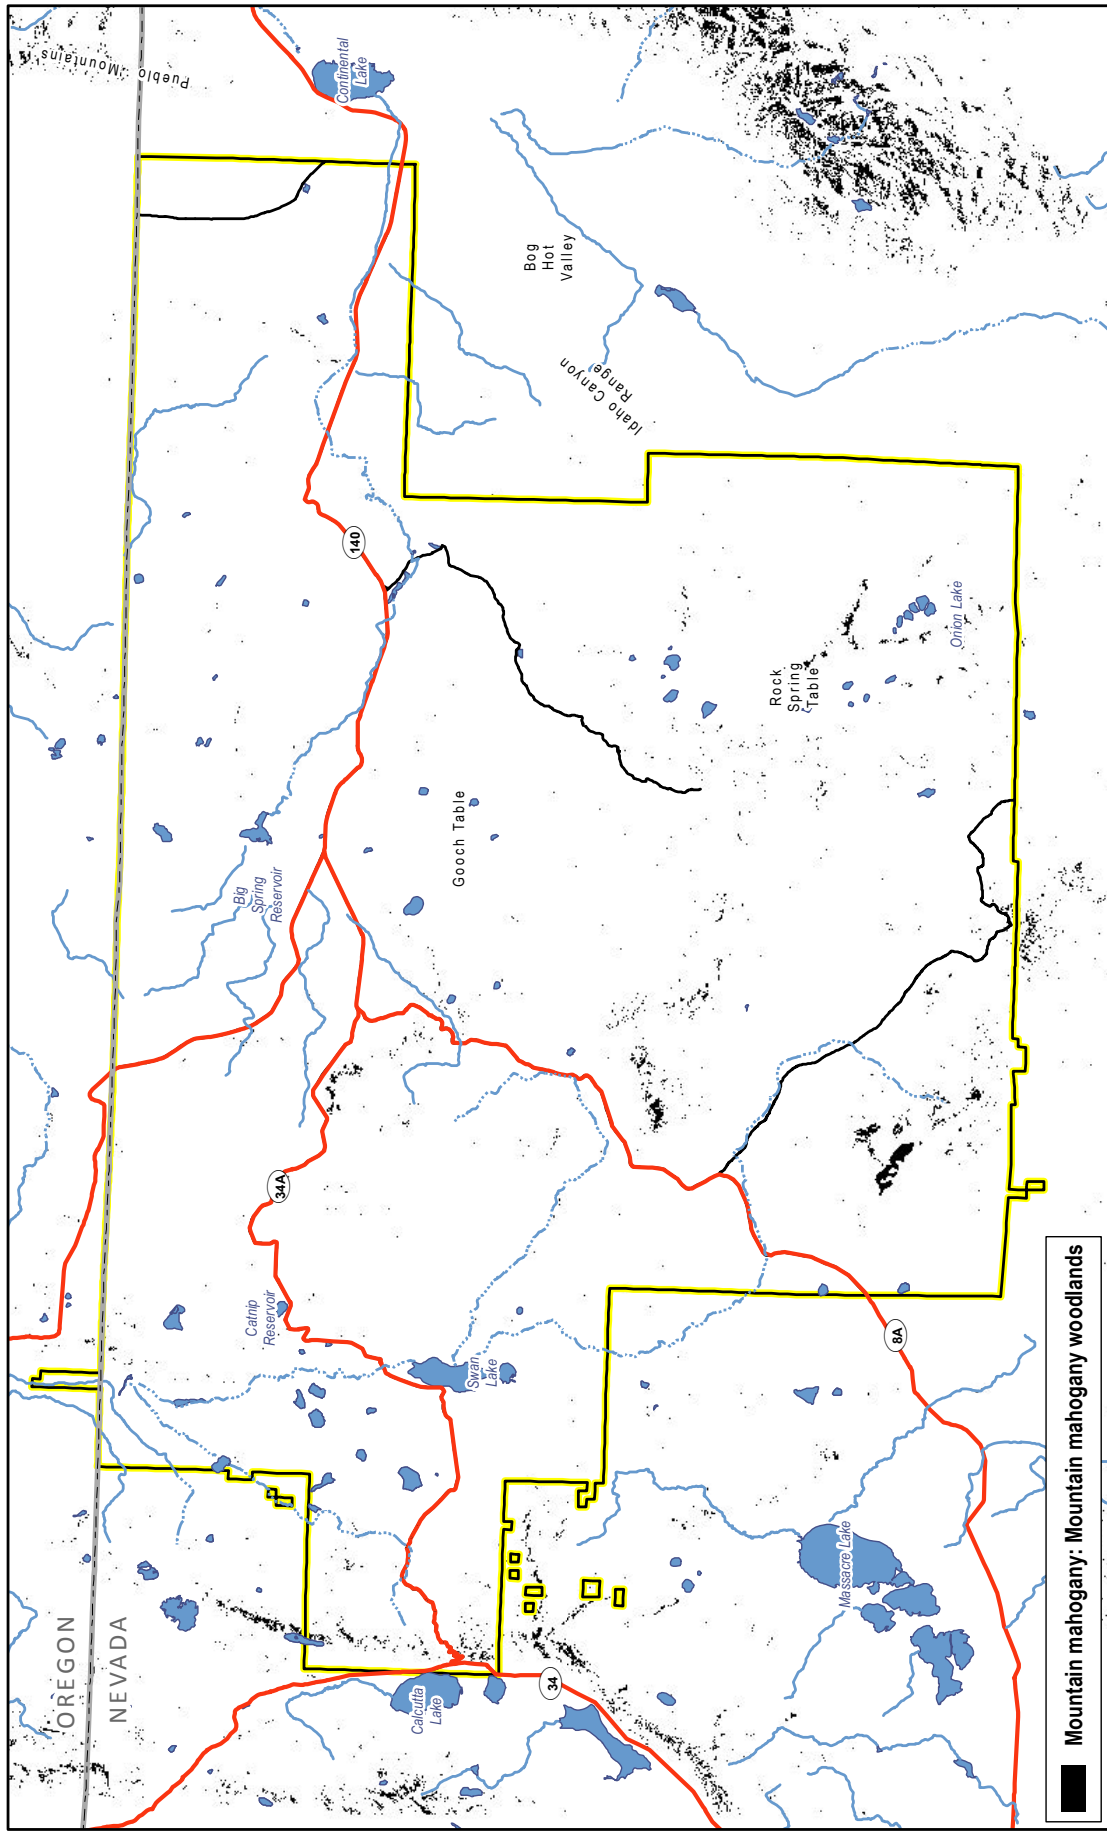 OREGON
NEVADA
Pueblo Mountains
Continental
Lake
Bog
Hot
Valley
Idaho Canyon
Range
140
Big
Spring
Reservoir
Gooch Table
Rock
Spring
Table
Onion Lake
34A
Catnip
Reservoir
Swan
Lake
8A
Calcutta
Lake
34
Massacre Lake
Mountain mahogany: Mountain mahogany woodlands